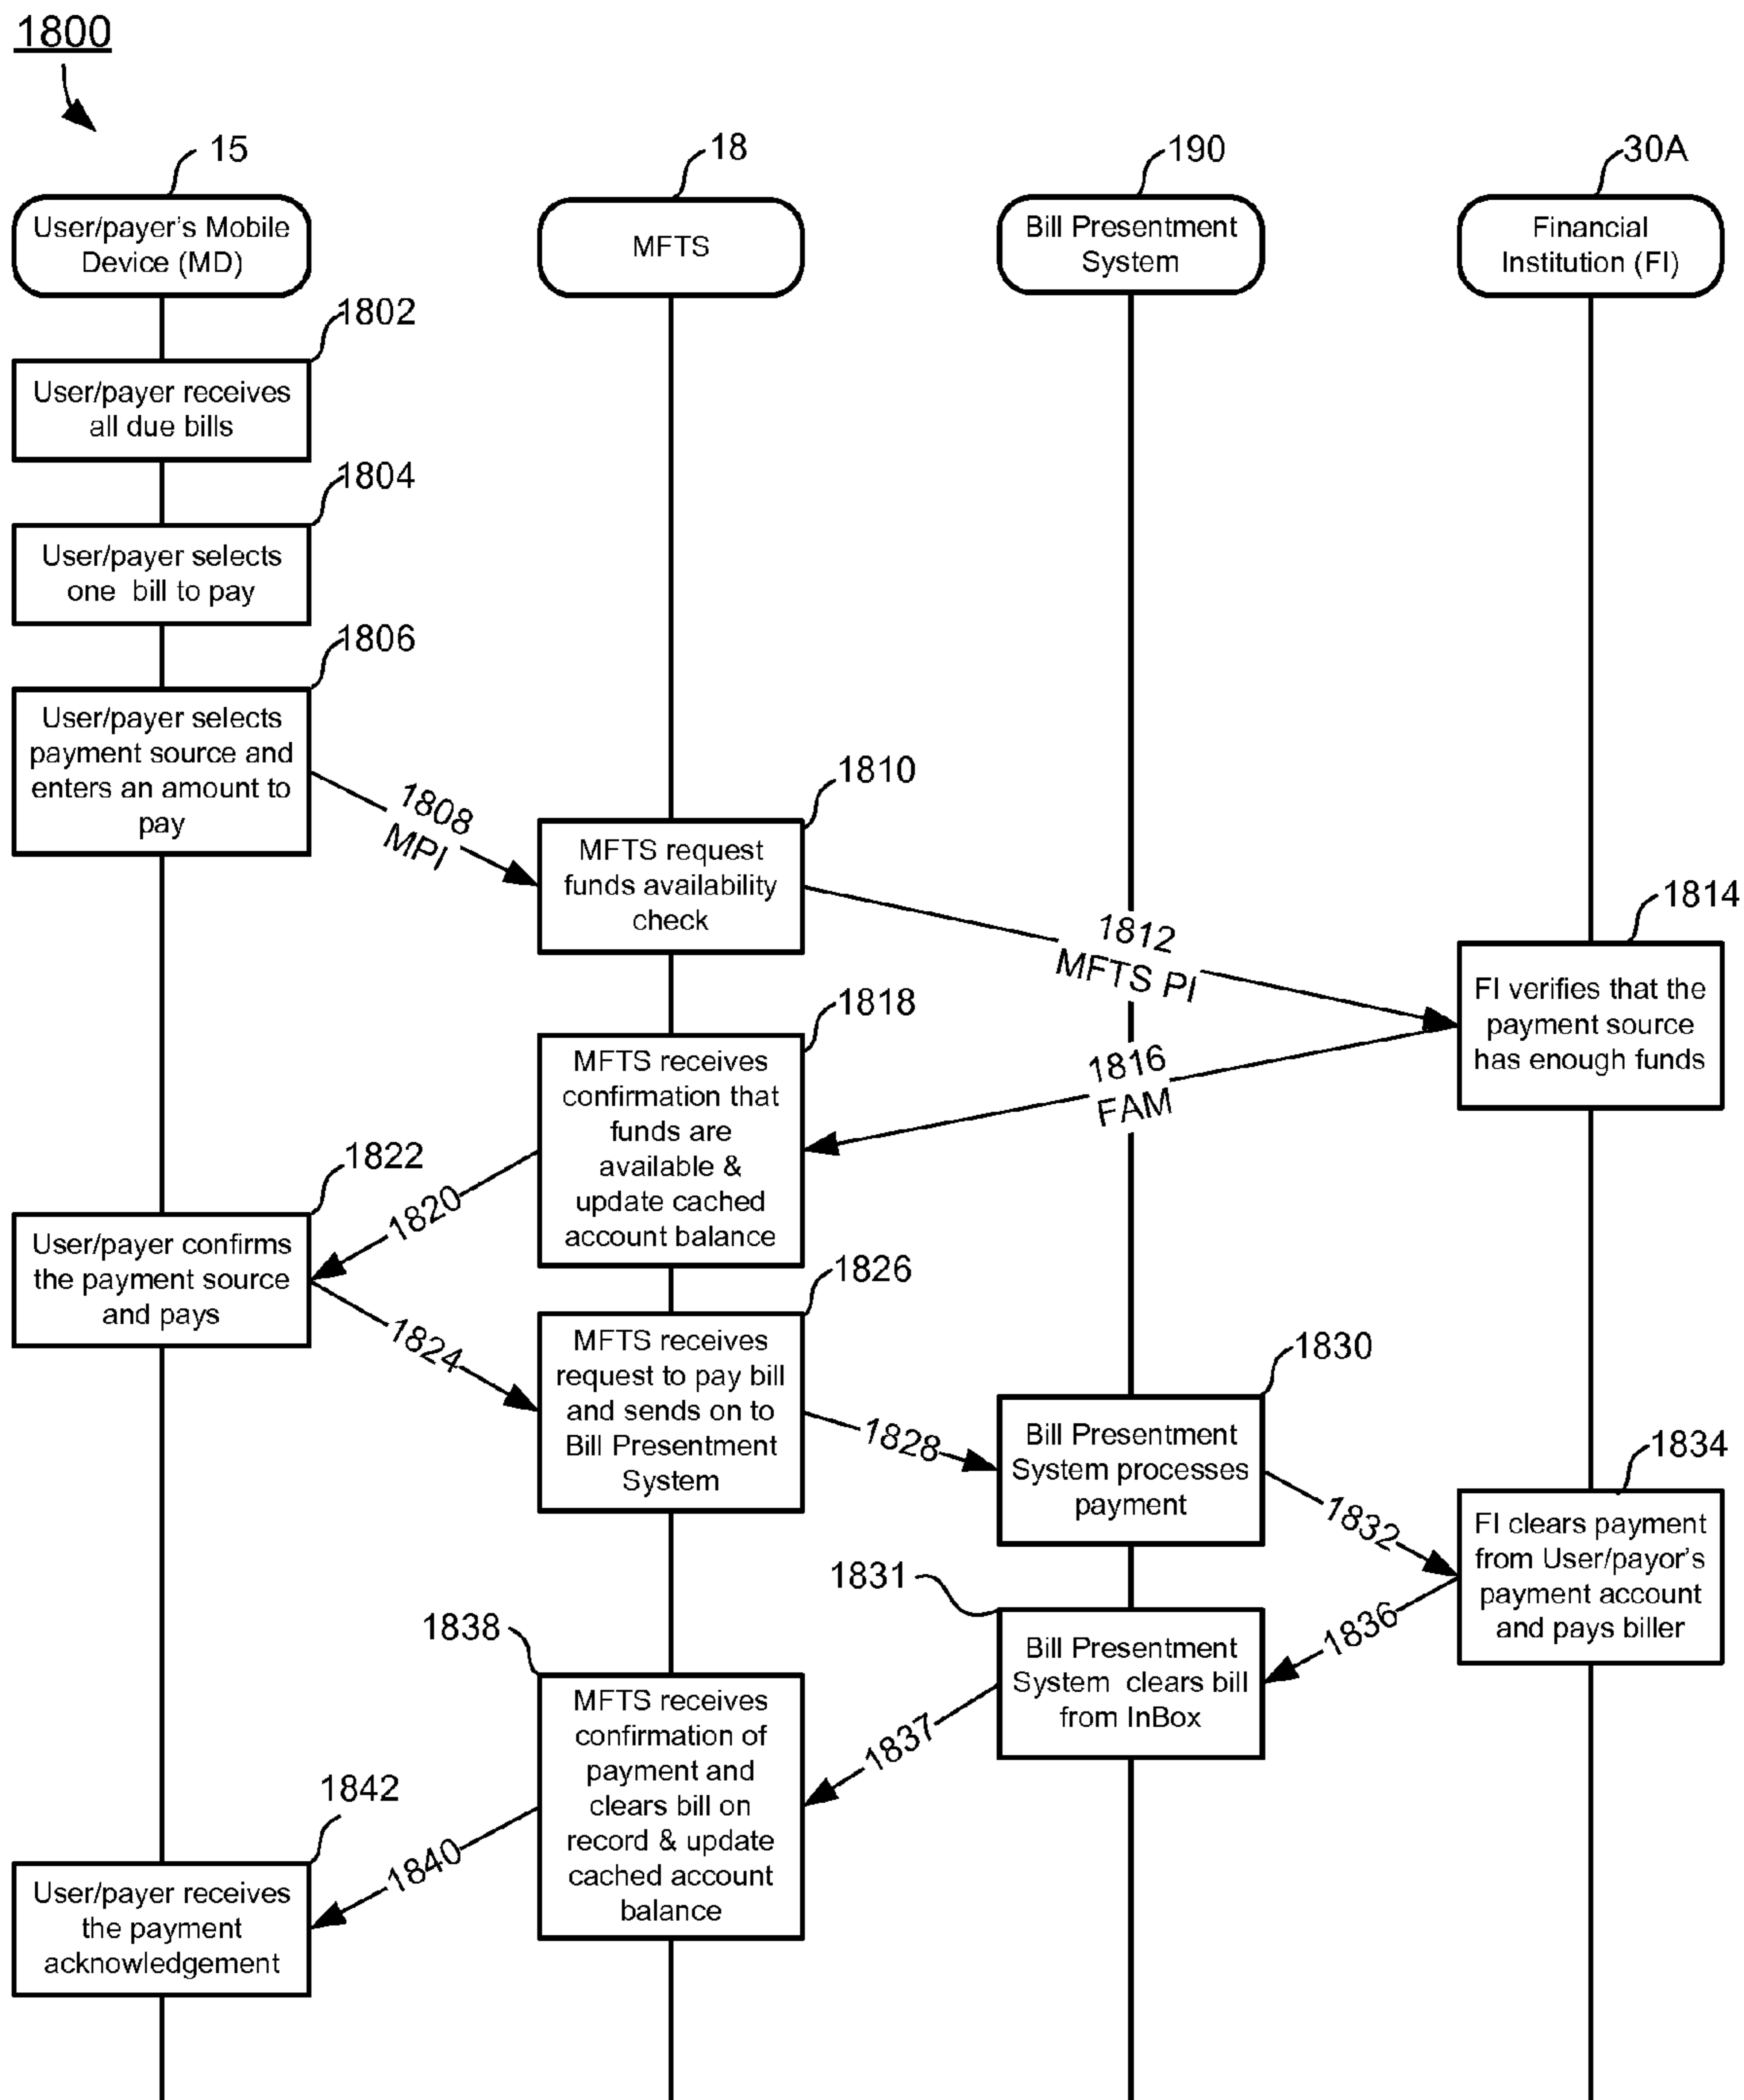 1800
15
18
190
30A
User/payer's Mobile
Device (MD)
MFTS
Bill Presentment
System
Financial
Institution (FI)
1802
User/payer receives
all due bills
1804
User/payer selects
one bill to pay
1806
User/payer selects
payment source and
enters an amount to
pay
1808
MPI
1810
MFTS request
funds availability
check
1812
MFTS PI
1814
FI verifies that the
payment source
has enough funds
1816
FAM
1818
MFTS receives
confirmation that
funds are
available &
update cached
account balance
1820
1822
User/payer confirms
the payment source
and pays
1824
1826
MFTS receives
request to pay bill
and sends on to
Bill Presentment
System
1828
1830
Bill Presentment
System processes
payment
1832
1834
FI clears payment
from User/payor's
payment account
and pays biller
1836
1831
Bill Presentment
System clears bill
from InBox
1837
1838
MFTS receives
confirmation of
payment and
clears bill on
record & update
cached account
balance
1840
1842
User/payer receives
the payment
acknowledgement